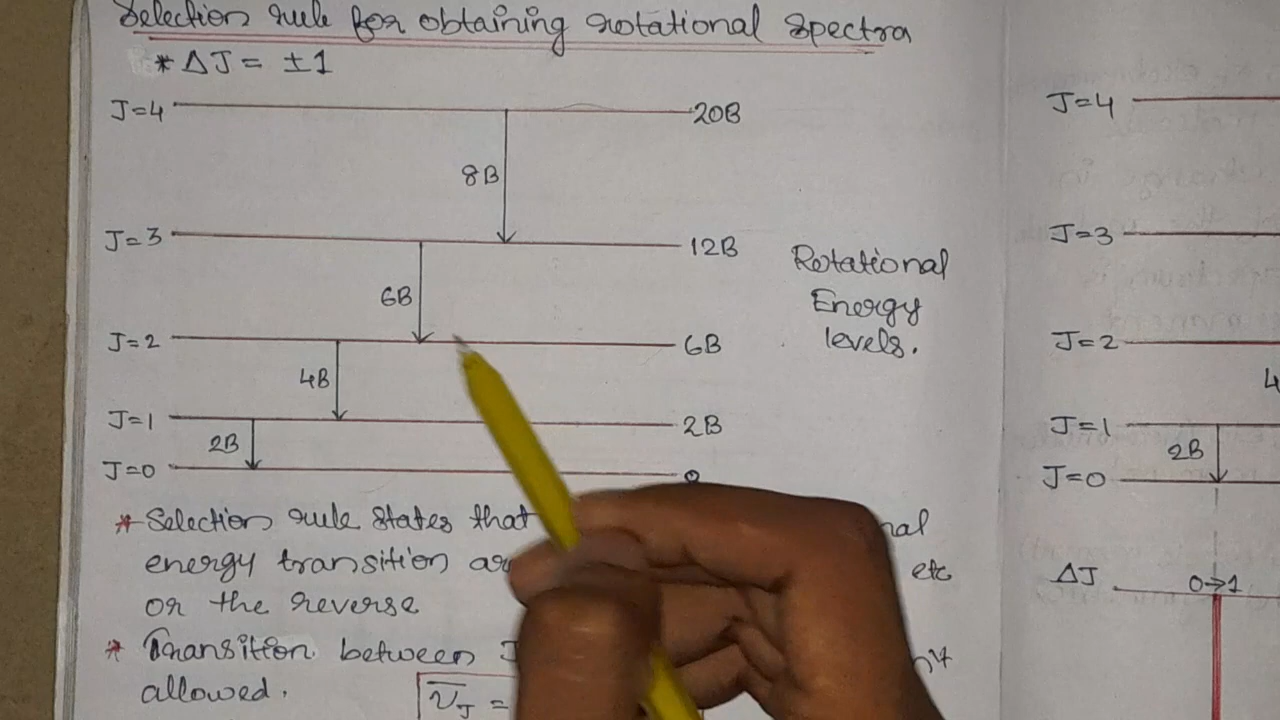 Selection rule for obtaining rotational spectra
* ΔJ = ±1
J=4 20B
8B
J=3 12B
6B
J=2 6B
4B
J=1 2B
2B
J=0 0
Rotational
Energy
levels.
* Selection rule states that
energy transition etc
or the reverse
* Transition between
allowed.
ν̅J =
J=4
J=3
J=2
4
J=1
2B
J=0
ΔJ 0→1